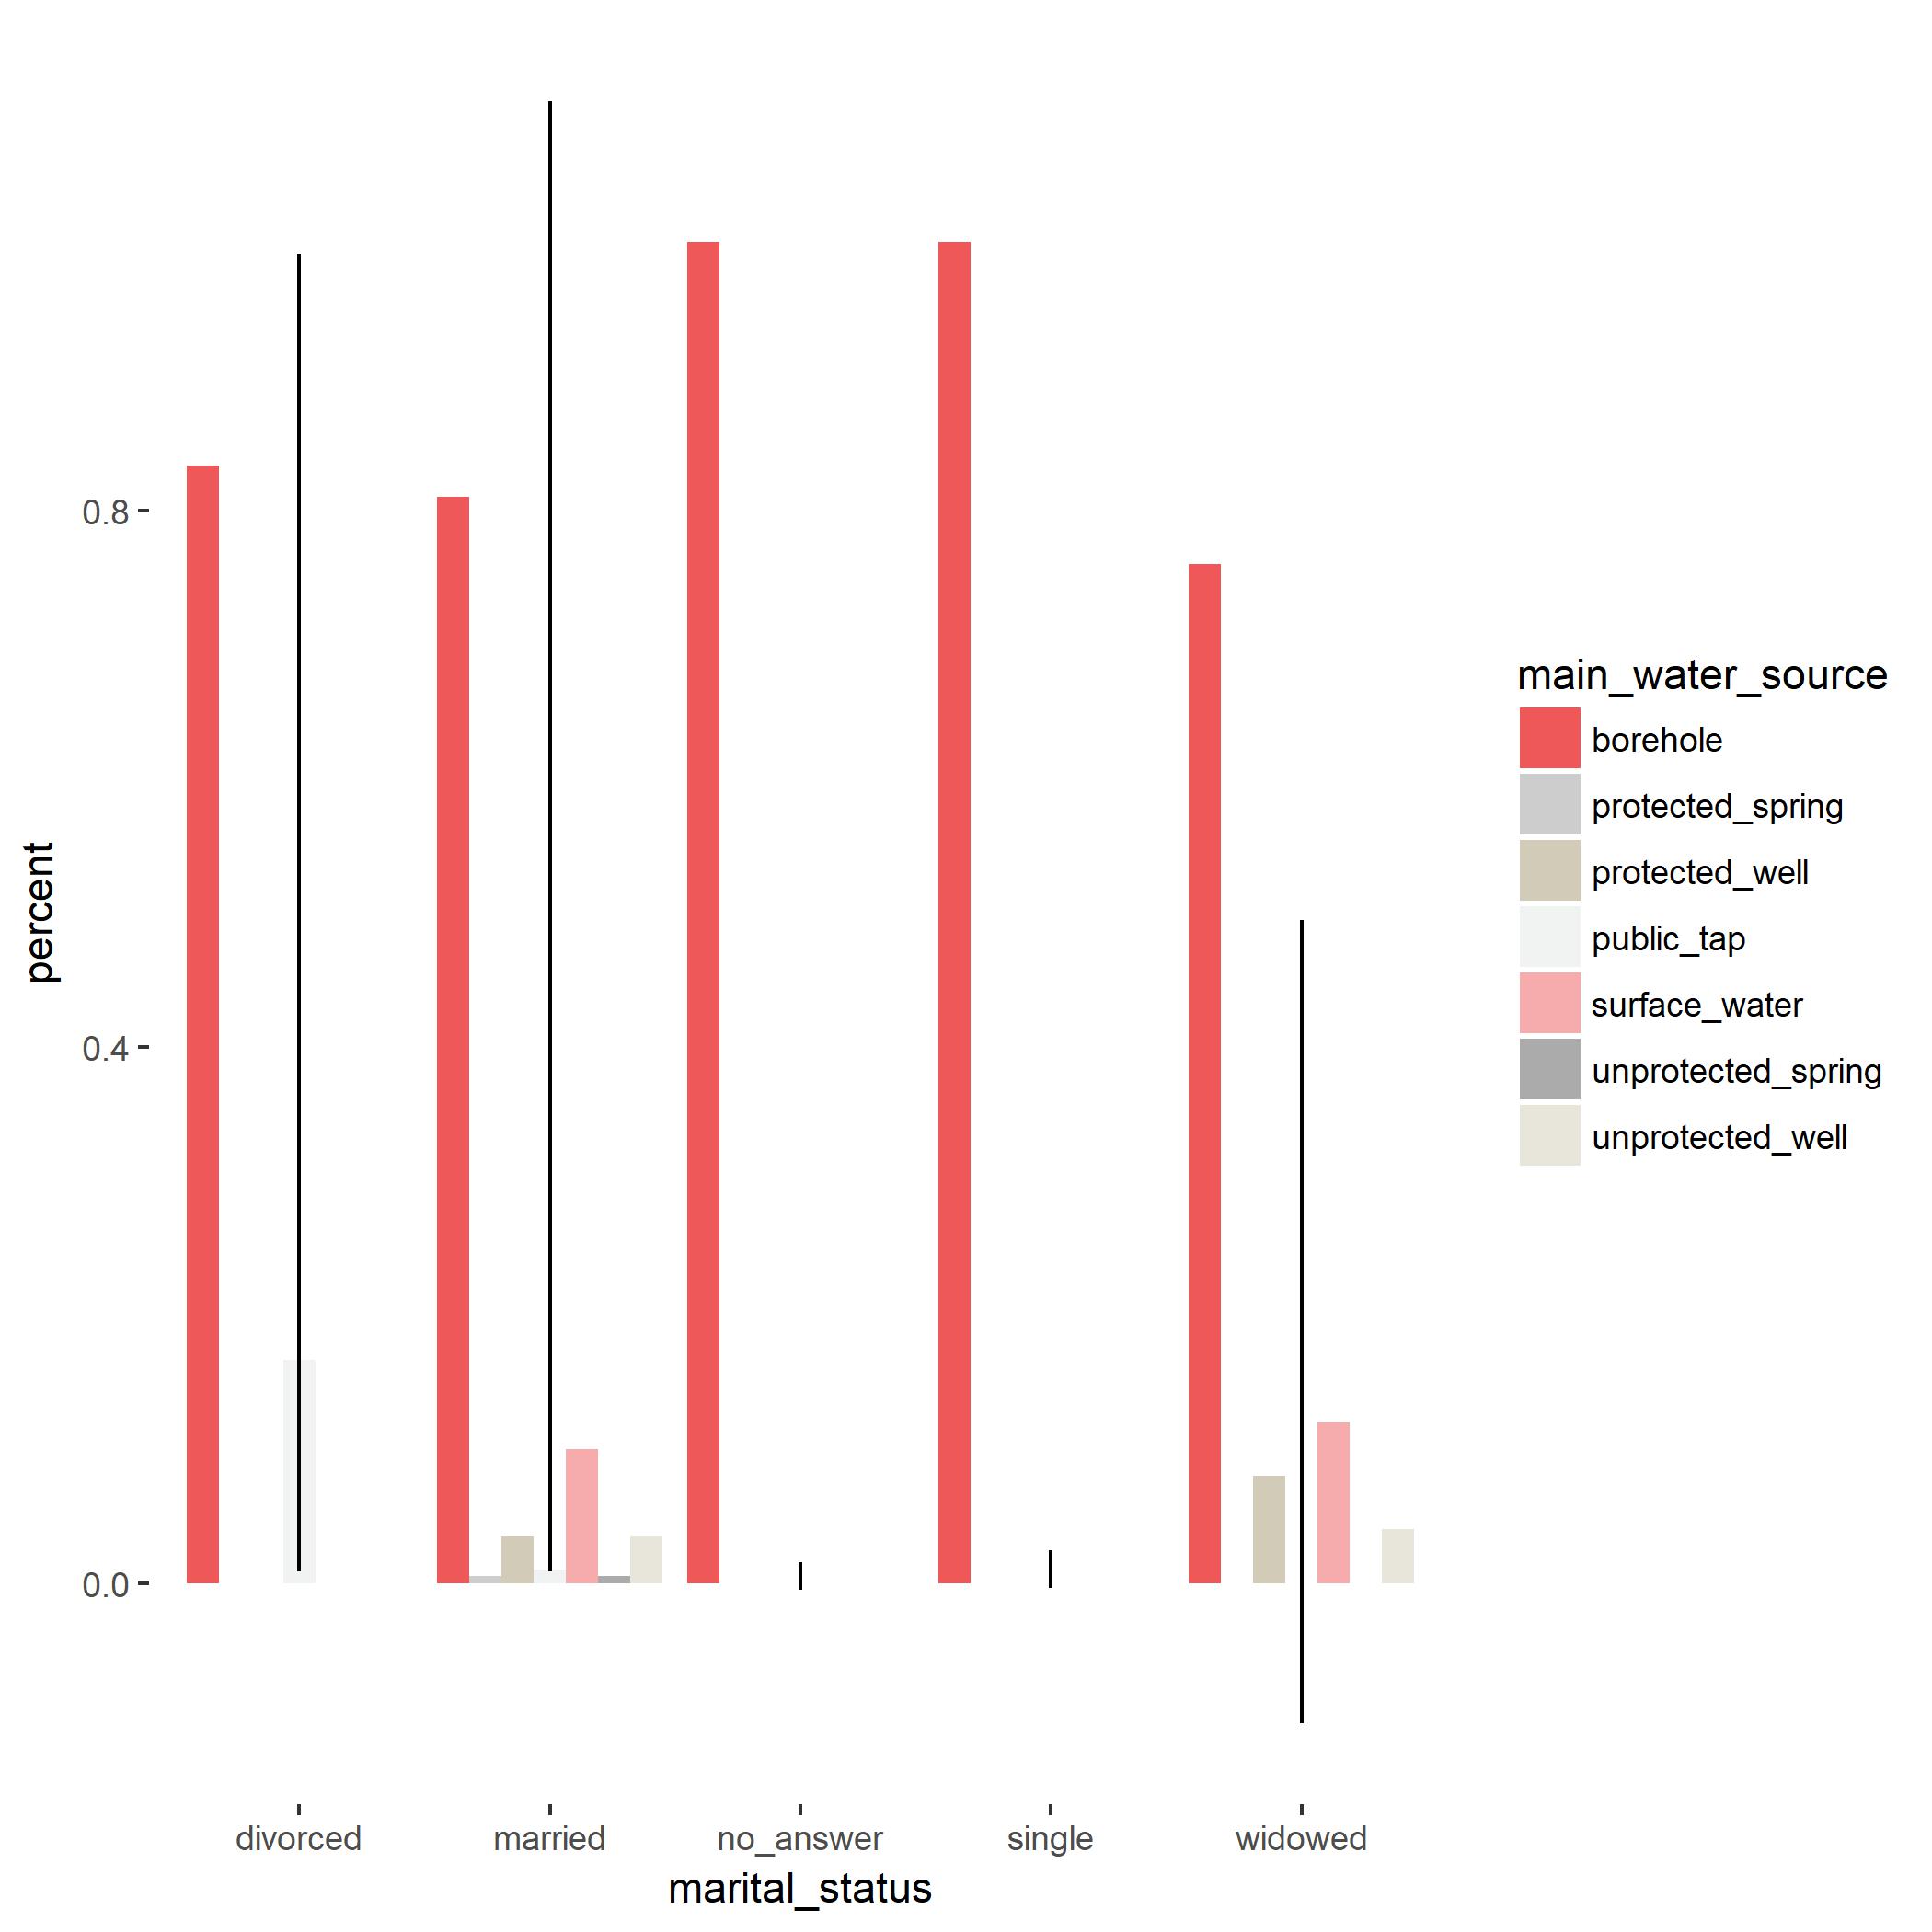 0.8
0.4
0.0
percent
divorced married no_answer single widowed
marital_status
main_water_source
borehole
protected_spring
protected_well
public_tap
surface_water
unprotected_spring
unprotected_well